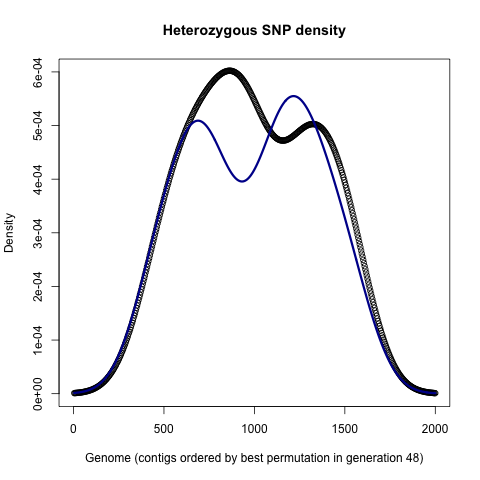 Heterozygous SNP density
Density
6e-04
5e-04
4e-04
3e-04
2e-04
1e-04
0e+00
0 500 1000 1500 2000
Genome (contigs ordered by best permutation in generation 48)